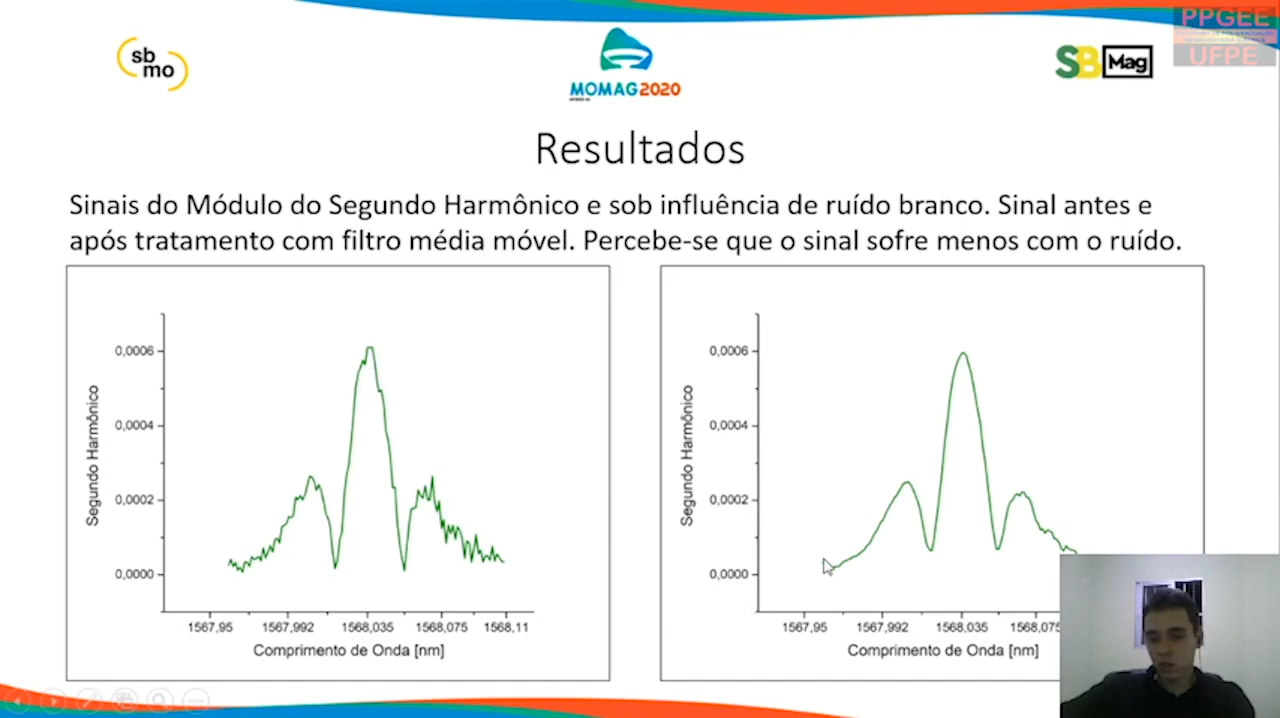 sb
mo
MOMAG2020
SBMag
PPGEE
UFPE
Resultados
Sinais do Módulo do Segundo Harmônico e sob influência de ruído branco. Sinal antes e
após tratamento com filtro média móvel. Percebe-se que o sinal sofre menos com o ruído.
Segundo Harmônico
0,0006
0,0004
0,0002
0,0000
1567,95 1567,992 1568,035 1568,075 1568,11
Comprimento de Onda [nm]
Segundo Harmônico
0,0006
0,0004
0,0002
0,0000
1567,95 1567,992 1568,035 1568,075
Comprimento de Onda [nm]